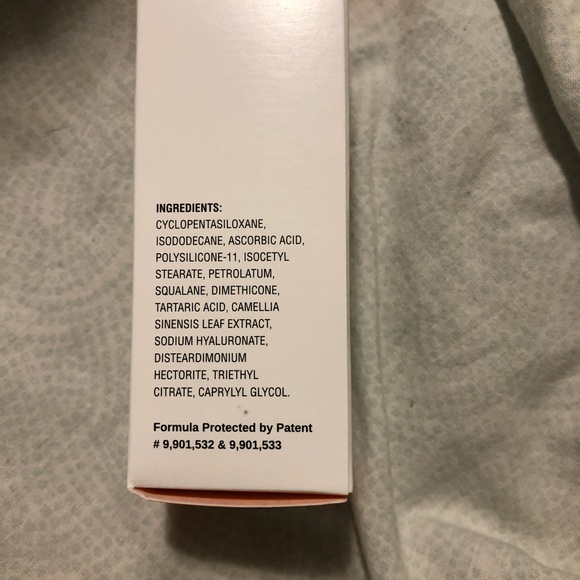 INGREDIENTS:
CYCLOPENTASILOXANE,
ISODODECANE, ASCORBIC ACID,
POLYSILICONE-11, ISOCETYL
STEARATE, PETROLATUM,
SQUALANE, DIMETHICONE,
TARTARIC ACID, CAMELLIA
SINENSIS LEAF EXTRACT,
SODIUM HYALURONATE,
DISTEARDIMONIUM
HECTORITE, TRIETHYL
CITRATE, CAPRYLYL GLYCOL.
Formula Protected by Patent
# 9,901,532 & 9,901,533